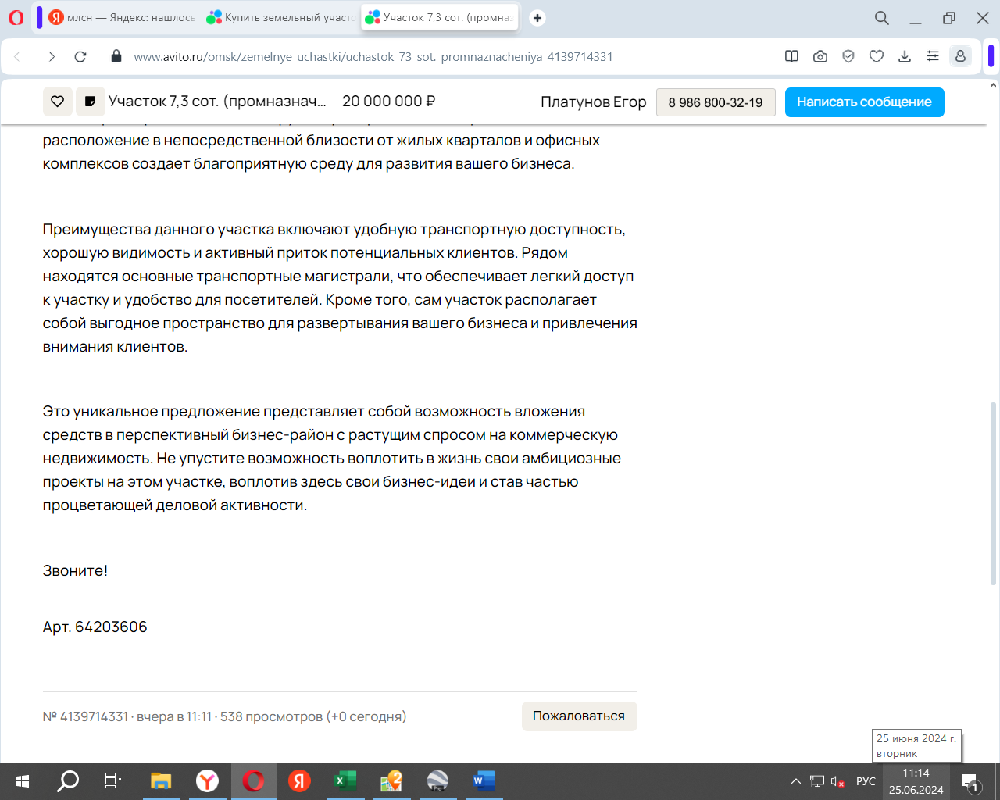 млсн — Яндекс: нашлось
Купить земельный участо
Участок 7,3 сот. (промназ
www.avito.ru/omsk/zemelnye_uchastki/uchastok_73_sot._promnaznacheniya_4139714331
Участок 7,3 сот. (промназнач... 20 000 000 ₽
Платунов Егор
8 986 800-32-19
Написать сообщение
расположение в непосредственной близости от жилых кварталов и офисных
комплексов создает благоприятную среду для развития вашего бизнеса.
Преимущества данного участка включают удобную транспортную доступность,
хорошую видимость и активный приток потенциальных клиентов. Рядом
находятся основные транспортные магистрали, что обеспечивает легкий доступ
к участку и удобство для посетителей. Кроме того, сам участок располагает
собой выгодное пространство для развертывания вашего бизнеса и привлечения
внимания клиентов.
Это уникальное предложение представляет собой возможность вложения
средств в перспективный бизнес-район с растущим спросом на коммерческую
недвижимость. Не упустите возможность воплотить в жизнь свои амбициозные
проекты на этом участке, воплотив здесь свои бизнес-идеи и став частью
процветающей деловой активности.
Звоните!
Арт. 64203606
№ 4139714331 · вчера в 11:11 · 538 просмотров (+0 сегодня)
Пожаловаться
25 июня 2024 г.
вторник
РУС
11:14
25.06.2024
1